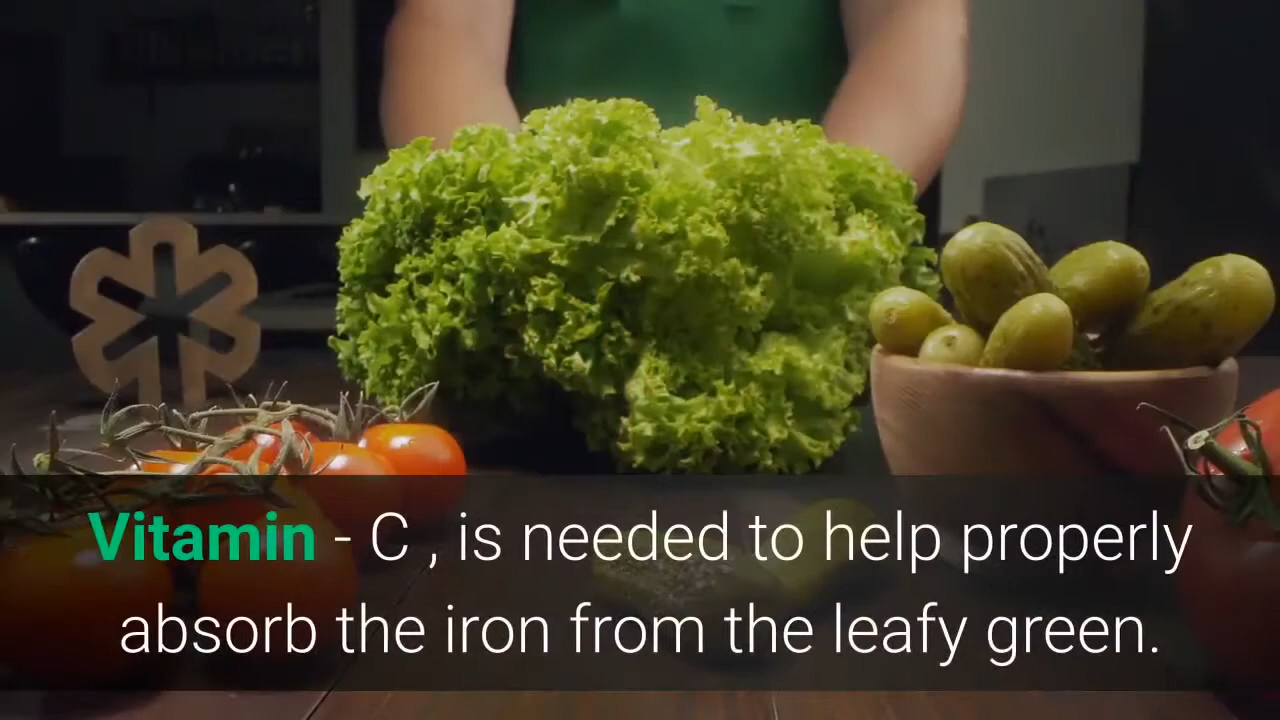 Vitamin - C , is needed to help properly
absorb the iron from the leafy green.